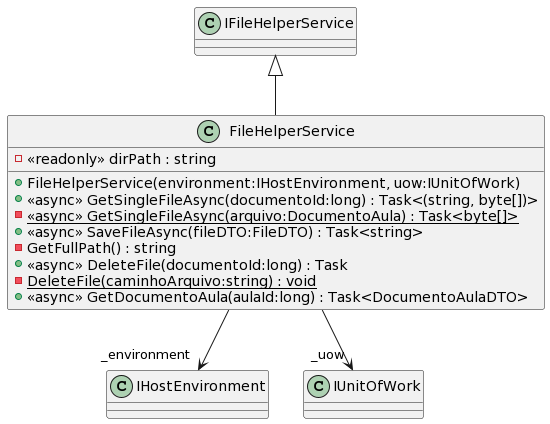 C IFileHelperService
C FileHelperService
«readonly» dirPath : string
FileHelperService(environment:IHostEnvironment, uow:IUnitOfWork)
«async» GetSingleFileAsync(documentoId:long) : Task<(string, byte[])>
«async» GetSingleFileAsync(arquivo:DocumentoAula) : Task<byte[]>
«async» SaveFileAsync(fileDTO:FileDTO) : Task<string>
GetFullPath() : string
«async» DeleteFile(documentoId:long) : Task
DeleteFile(caminhoArquivo:string) : void
«async» GetDocumentoAula(aulaId:long) : Task<DocumentoAulaDTO>
_environment
_uow
C IHostEnvironment
C IUnitOfWork